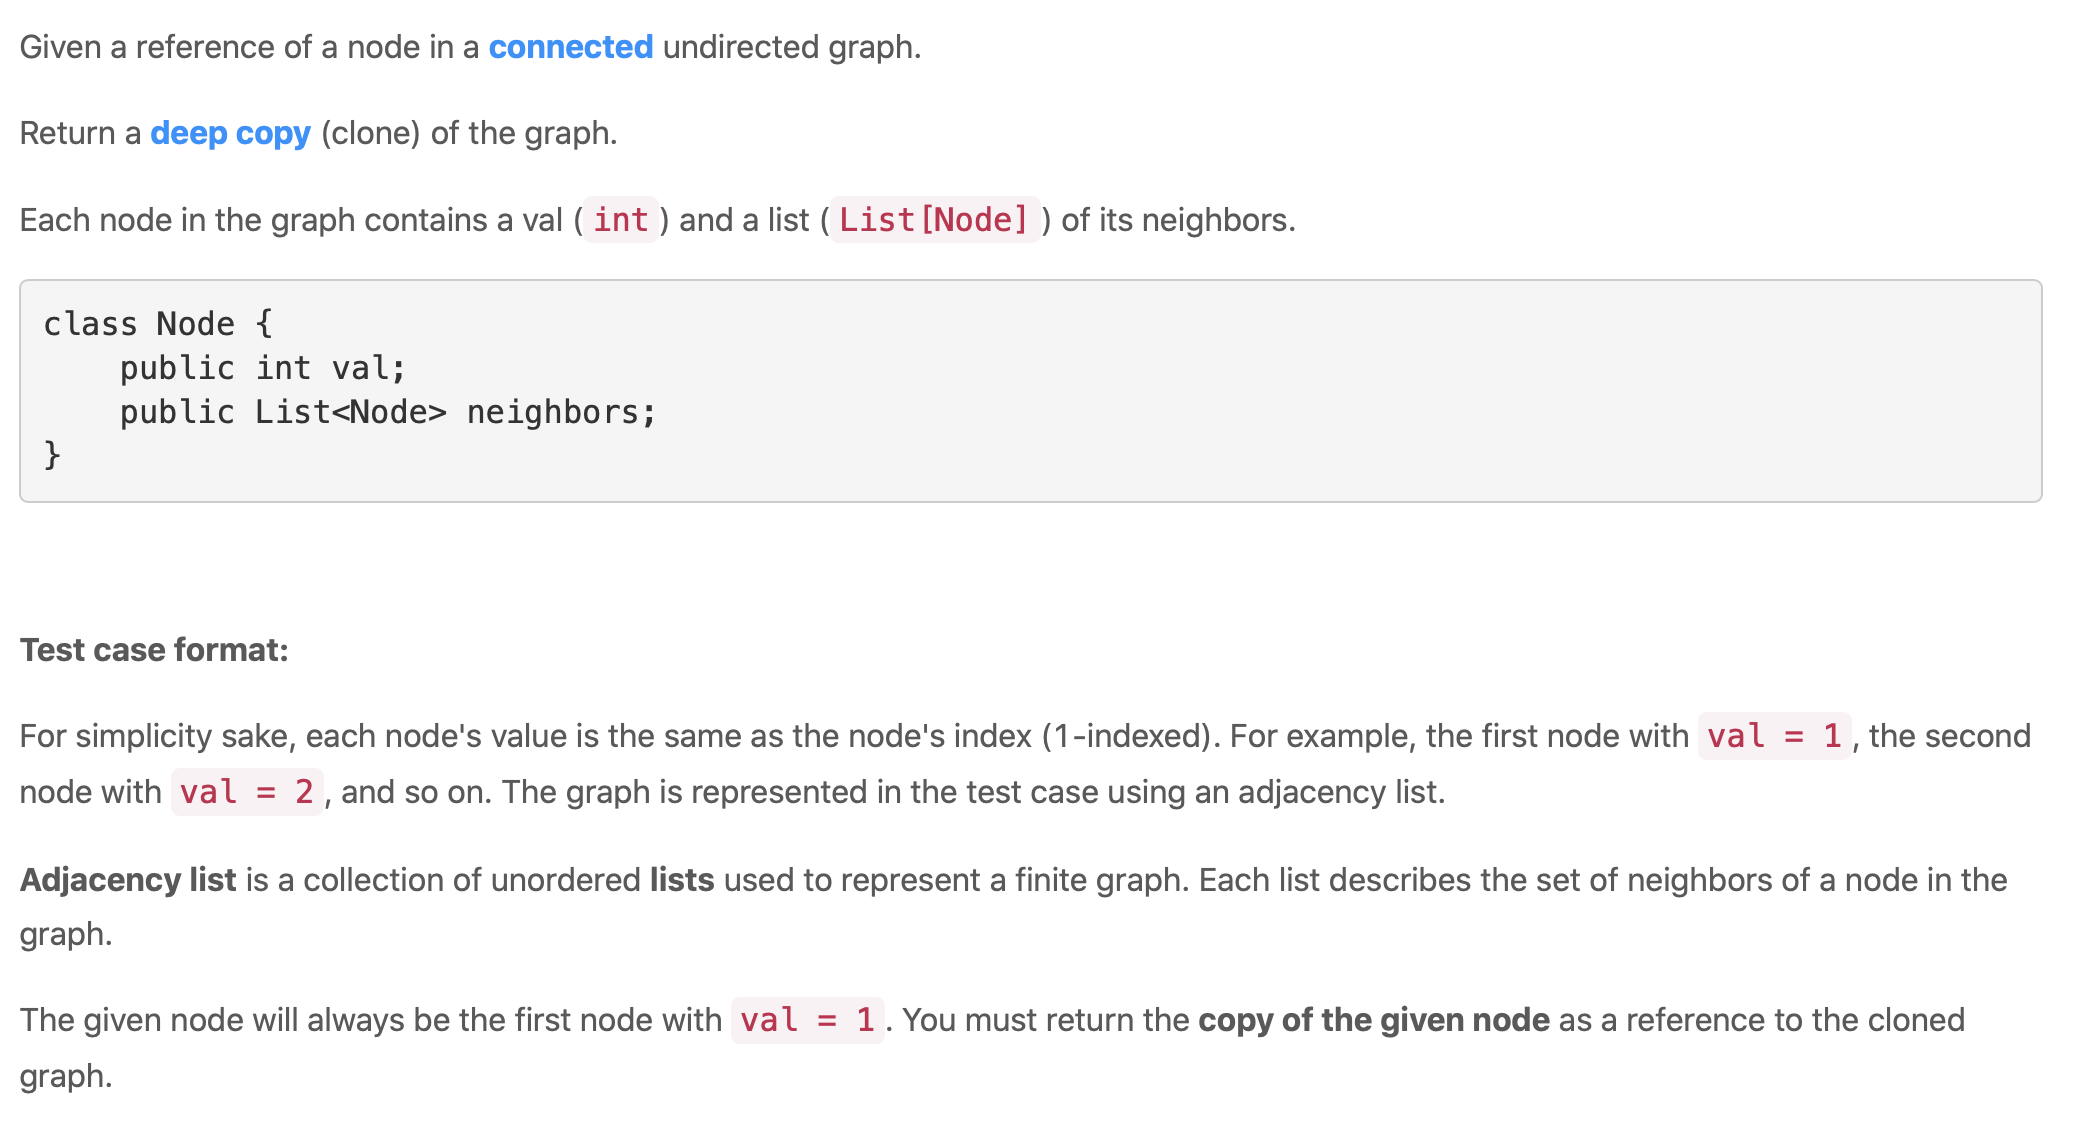 Given a reference of a node in a connected undirected graph.
Return a deep copy (clone) of the graph.
Each node in the graph contains a val (int) and a list (List[Node]) of its neighbors.
class Node {
    public int val;
    public List<Node> neighbors;
}
Test case format:
For simplicity sake, each node's value is the same as the node's index (1-indexed). For example, the first node with val = 1, the second
node with val = 2, and so on. The graph is represented in the test case using an adjacency list.
Adjacency list is a collection of unordered lists used to represent a finite graph. Each list describes the set of neighbors of a node in the
graph.
The given node will always be the first node with val = 1. You must return the copy of the given node as a reference to the cloned
graph.